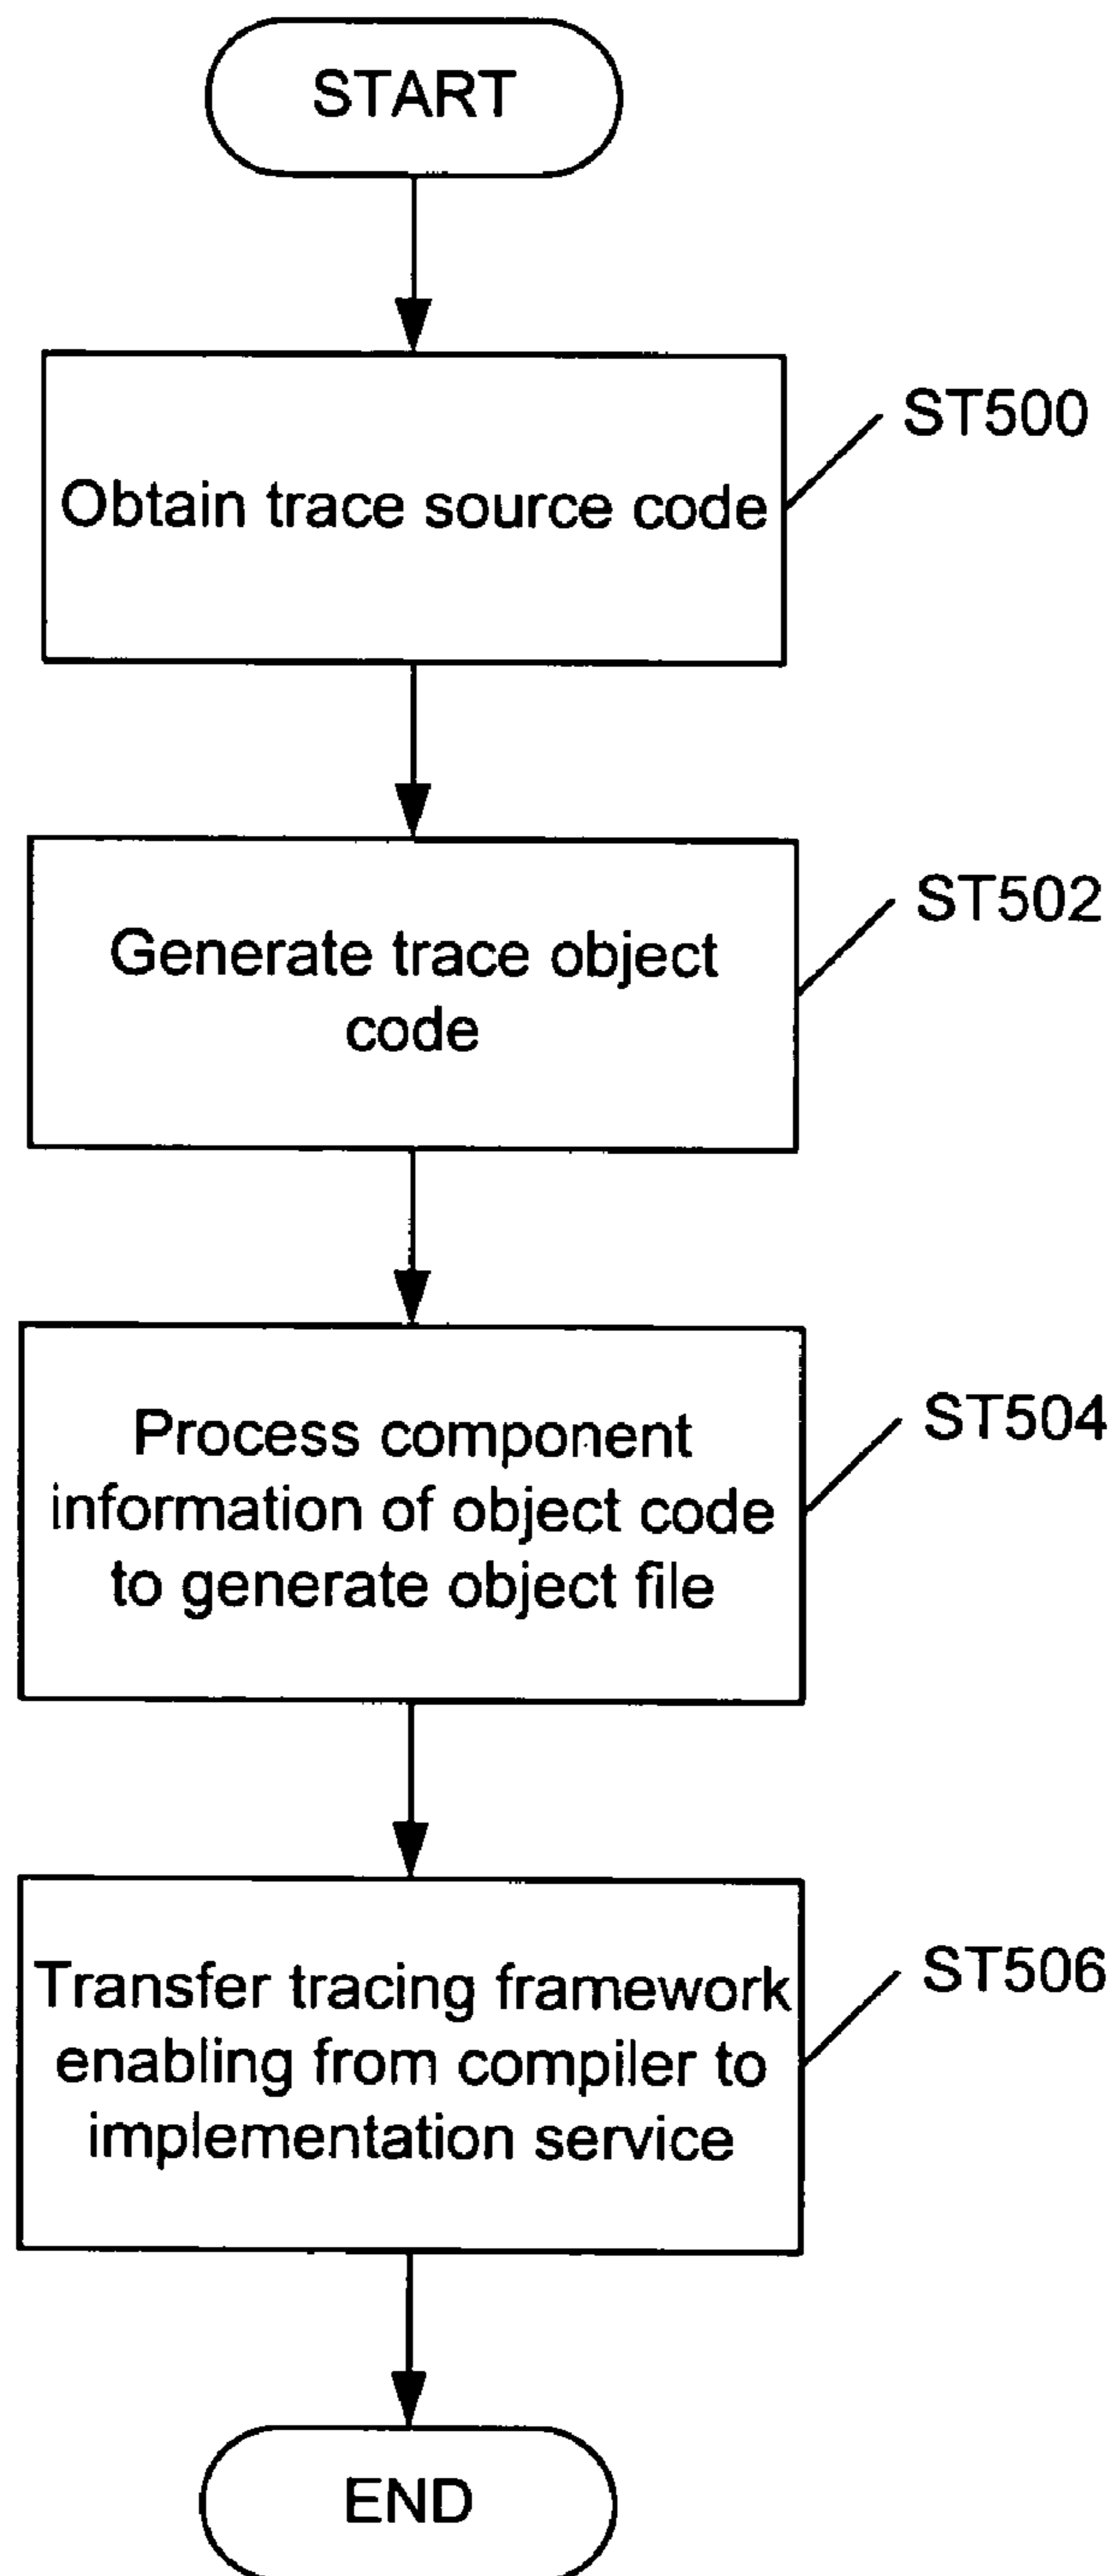 START
Obtain trace source code
ST500
Generate trace object
code
ST502
Process component
information of object code
to generate object file
ST504
Transfer tracing framework
enabling from compiler to
implementation service
ST506
END